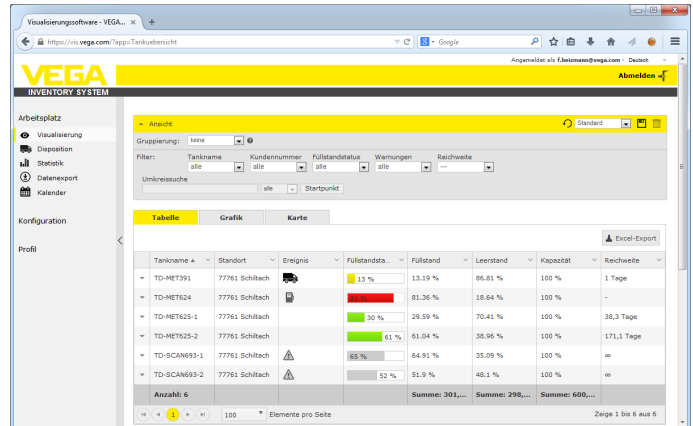 Visualisierungssoftware - VEGA...
https://vis.vega.com/?app=Tankuebersicht
Google
Angemeldet als f.heizmann@vega.com - Deutsch
VEGA
Abmelden
INVENTORY SYSTEM
Arbeitsplatz
Visualisierung
Disposition
Statistik
Datenexport
Kalender
Konfiguration
Profil
Ansicht
Standard
Gruppierung: keine
Filter: Tankname Kundennummer Füllstandstatus Warnungen Reichweite
alle alle alle alle ---
Umkreissuche
alle Startpunkt
Tabelle Grafik Karte
Excel-Export
Tankname Standort Ereignis Füllstandsta... Füllstand Leerstand Kapazität Reichweite
TD-MET391 77761 Schiltach 13 % 13.19 % 86.81 % 100 % 1 Tage
TD-MET624 77761 Schiltach 81 % 81.36 % 18.64 % 100 % -
TD-MET625-1 77761 Schiltach 30 % 29.59 % 70.41 % 100 % 38,3 Tage
TD-MET625-2 77761 Schiltach 61 % 61.04 % 38.96 % 100 % 171,1 Tage
TD-SCAN693-1 77761 Schiltach 65 % 64.91 % 35.09 % 100 % ∞
TD-SCAN693-2 77761 Schiltach 52 % 51.9 % 48.1 % 100 % ∞
Anzahl: 6 Summe: 301,... Summe: 298,... Summe: 600,...
1 100 Elemente pro Seite Zeige 1 bis 6 aus 6